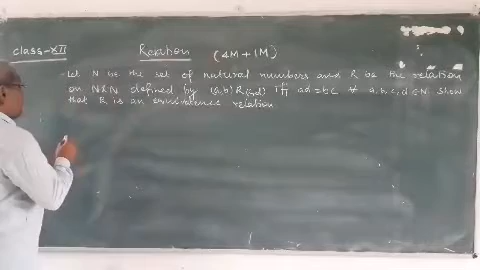 class-XII Reaction (4M+1M)
Let N be the set of natural numbers and R be the relation
on N×N defined by (a,b)R(c,d) iff ad=bc ∀ a,b,c,d∈N. Show
that R is an equivalence relation